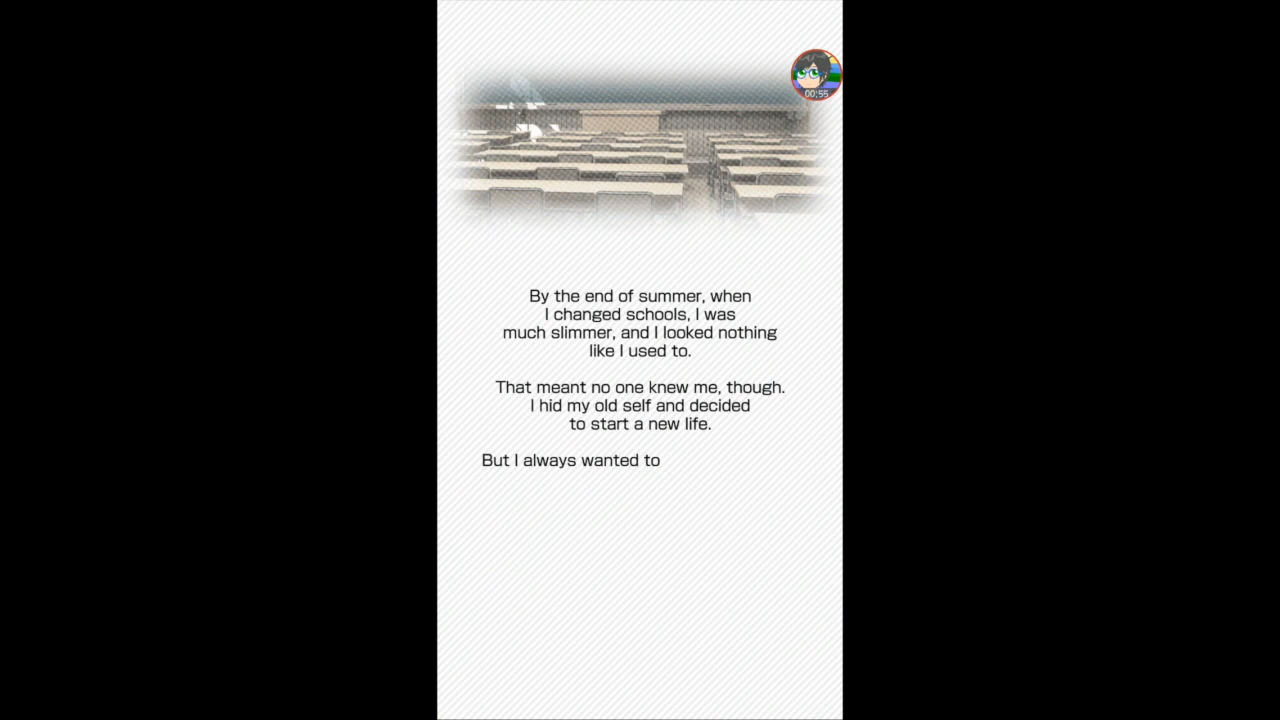 00:55
By the end of summer, when
I changed schools, I was
much slimmer, and I looked nothing
like I used to.
That meant no one knew me, though.
I hid my old self and decided
to start a new life.
But I always wanted to